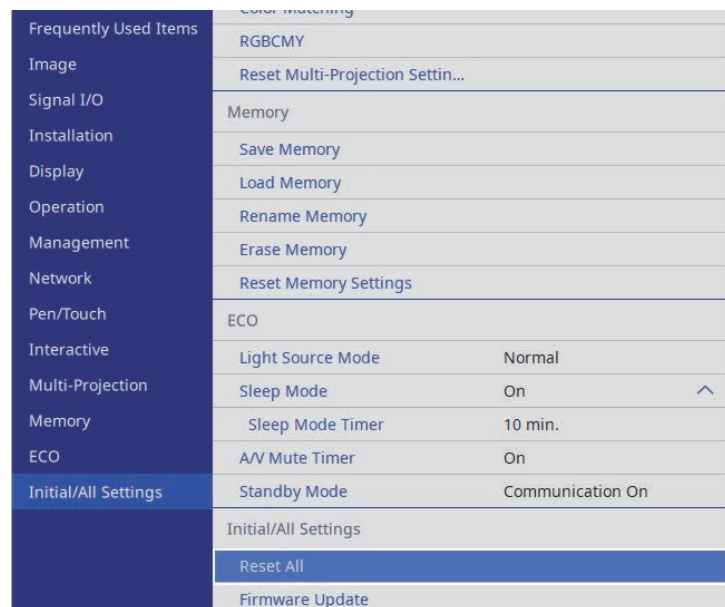 Frequently Used Items
Image
Signal I/O
Installation
Display
Operation
Management
Network
Pen/Touch
Interactive
Multi-Projection
Memory
ECO
Initial/All Settings
Color Matching
RGBCMY
Reset Multi-Projection Settin...
Memory
Save Memory
Load Memory
Rename Memory
Erase Memory
Reset Memory Settings
ECO
Light Source Mode Normal
Sleep Mode On
Sleep Mode Timer 10 min.
A/V Mute Timer On
Standby Mode Communication On
Initial/All Settings
Reset All
Firmware Update